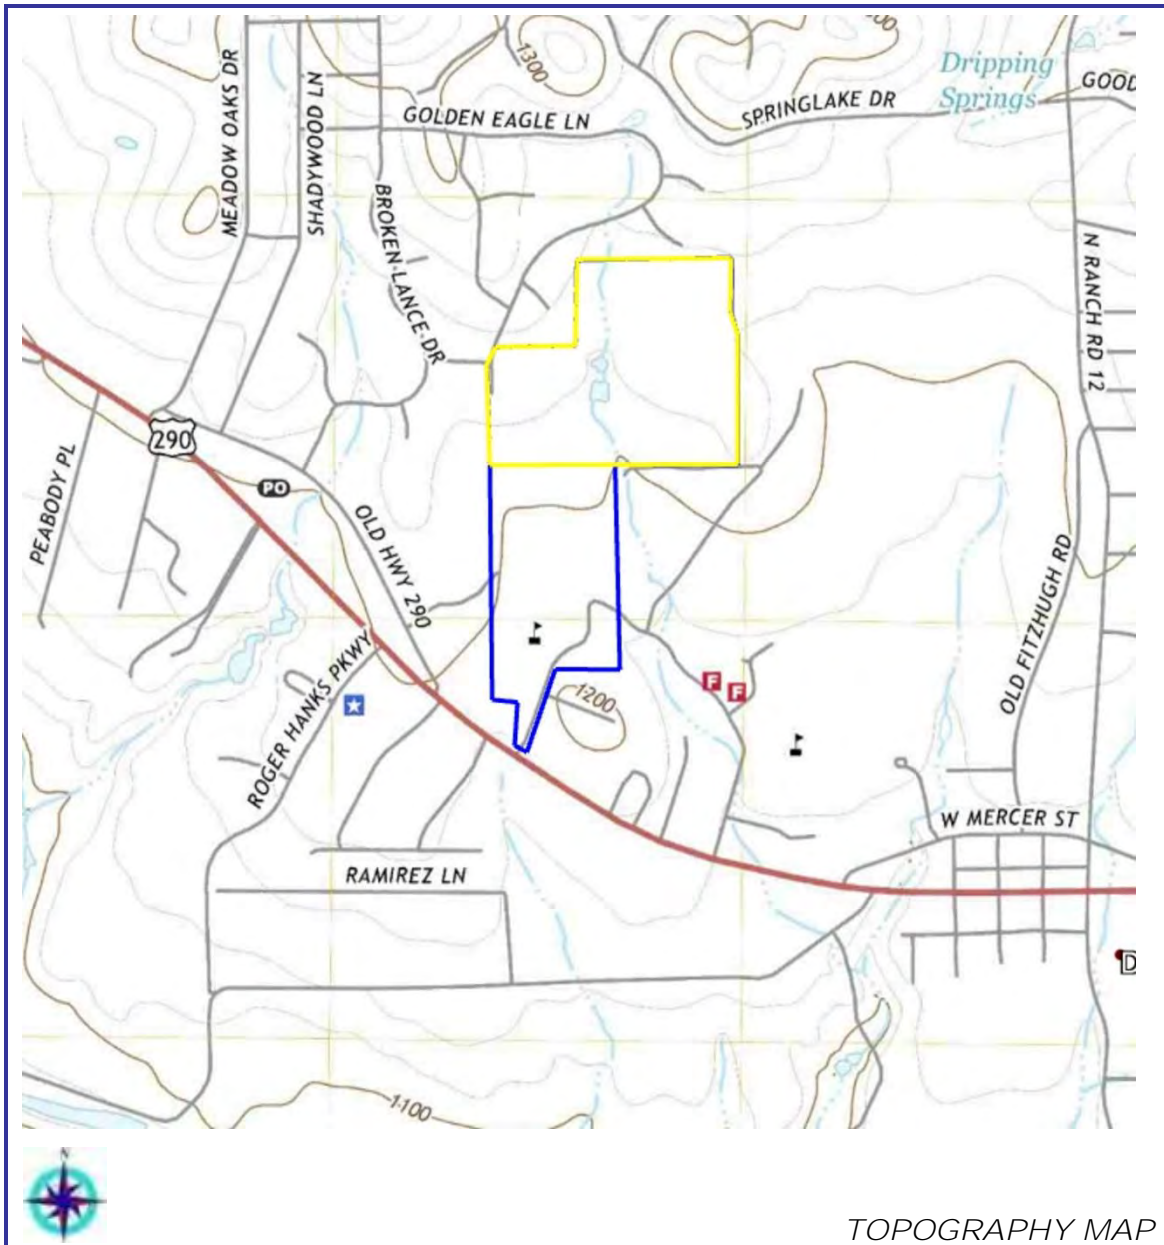 1300
00
Dripping
Springs
GOOD
MEADOW OAKS DR
SHADYWOOD LN
GOLDEN EAGLE LN
SPRINGLAKE DR
BROKEN LANCE DR
N RANCH RD 12
290
PEABODY PL
PO
OLD HWY 290
OLD FITZHUGH RD
ROGER HANKS PKWY
F
F
1200
W MERCER ST
RAMIREZ LN
D
1100
N
TOPOGRAPHY MAP